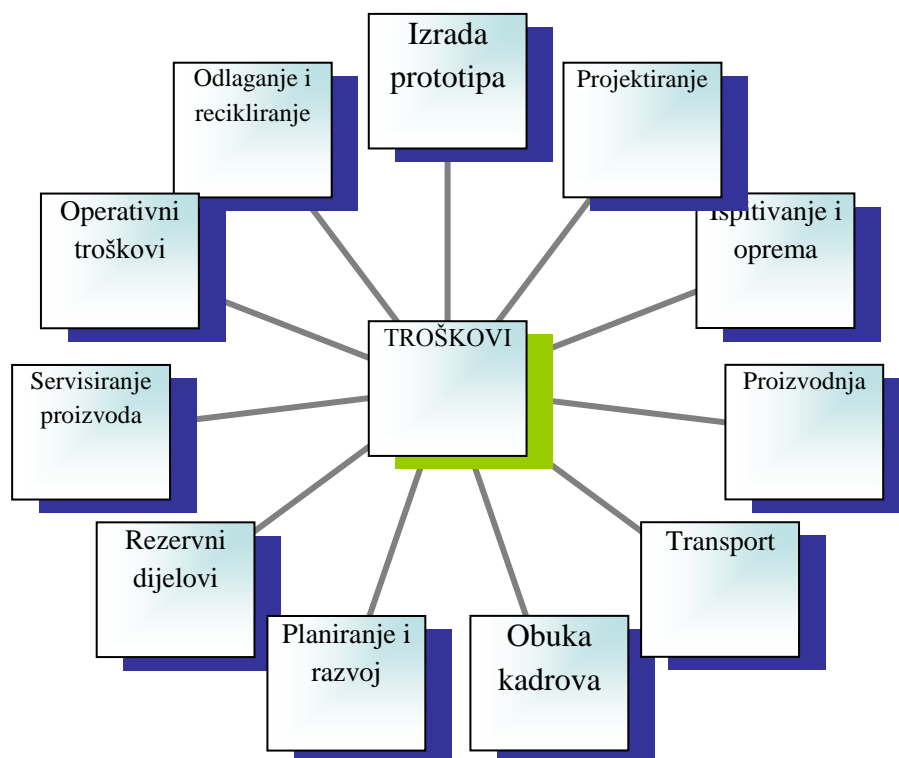 Izrada
prototipa
Projektiranje
Ispitivanje i
oprema
Proizvodnja
Transport
Obuka
kadrova
Planiranje i
razvoj
Rezervni
dijelovi
Servisiranje
proizvoda
Operativni
troškovi
Odlaganje i
recikliranje
TROŠKOVI